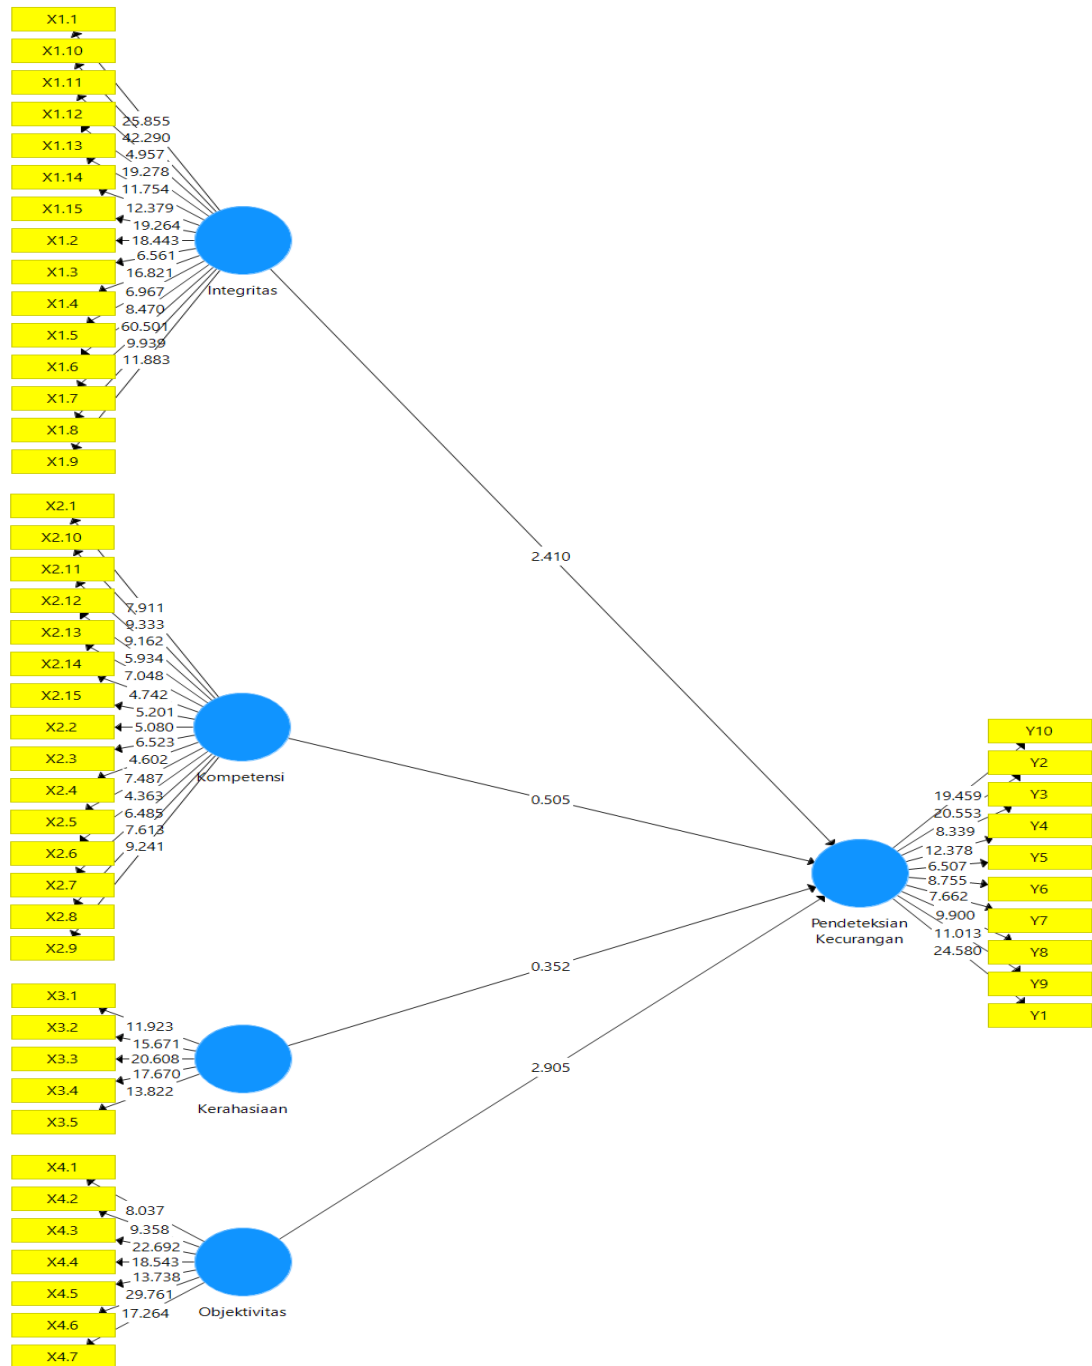 X1.1
X1.10
X1.11
X1.12
X1.13
X1.14
X1.15
X1.2
X1.3
X1.4
X1.5
X1.6
X1.7
X1.8
X1.9
25.855
42.290
4.957
19.278
11.754
12.379
19.264
18.443
6.561
16.821
6.967
8.470
60.501
9.939
11.883
Integritas
2.410
X2.1
X2.10
X2.11
X2.12
X2.13
X2.14
X2.15
X2.2
X2.3
X2.4
X2.5
X2.6
X2.7
X2.8
X2.9
7.911
9.333
9.162
5.934
7.048
4.742
5.201
5.080
6.523
4.602
7.487
4.363
6.485
7.613
9.241
Kompetensi
0.505
X3.1
X3.2
X3.3
X3.4
X3.5
11.923
15.671
20.608
17.670
13.822
Kerahasiaan
0.352
X4.1
X4.2
X4.3
X4.4
X4.5
X4.6
X4.7
8.037
9.358
22.692
18.543
13.738
29.761
17.264
Objektivitas
2.905
Pendeteksian
Kecurangan
19.459
20.553
8.339
12.378
6.507
8.755
7.662
9.900
11.013
24.580
Y10
Y2
Y3
Y4
Y5
Y6
Y7
Y8
Y9
Y1